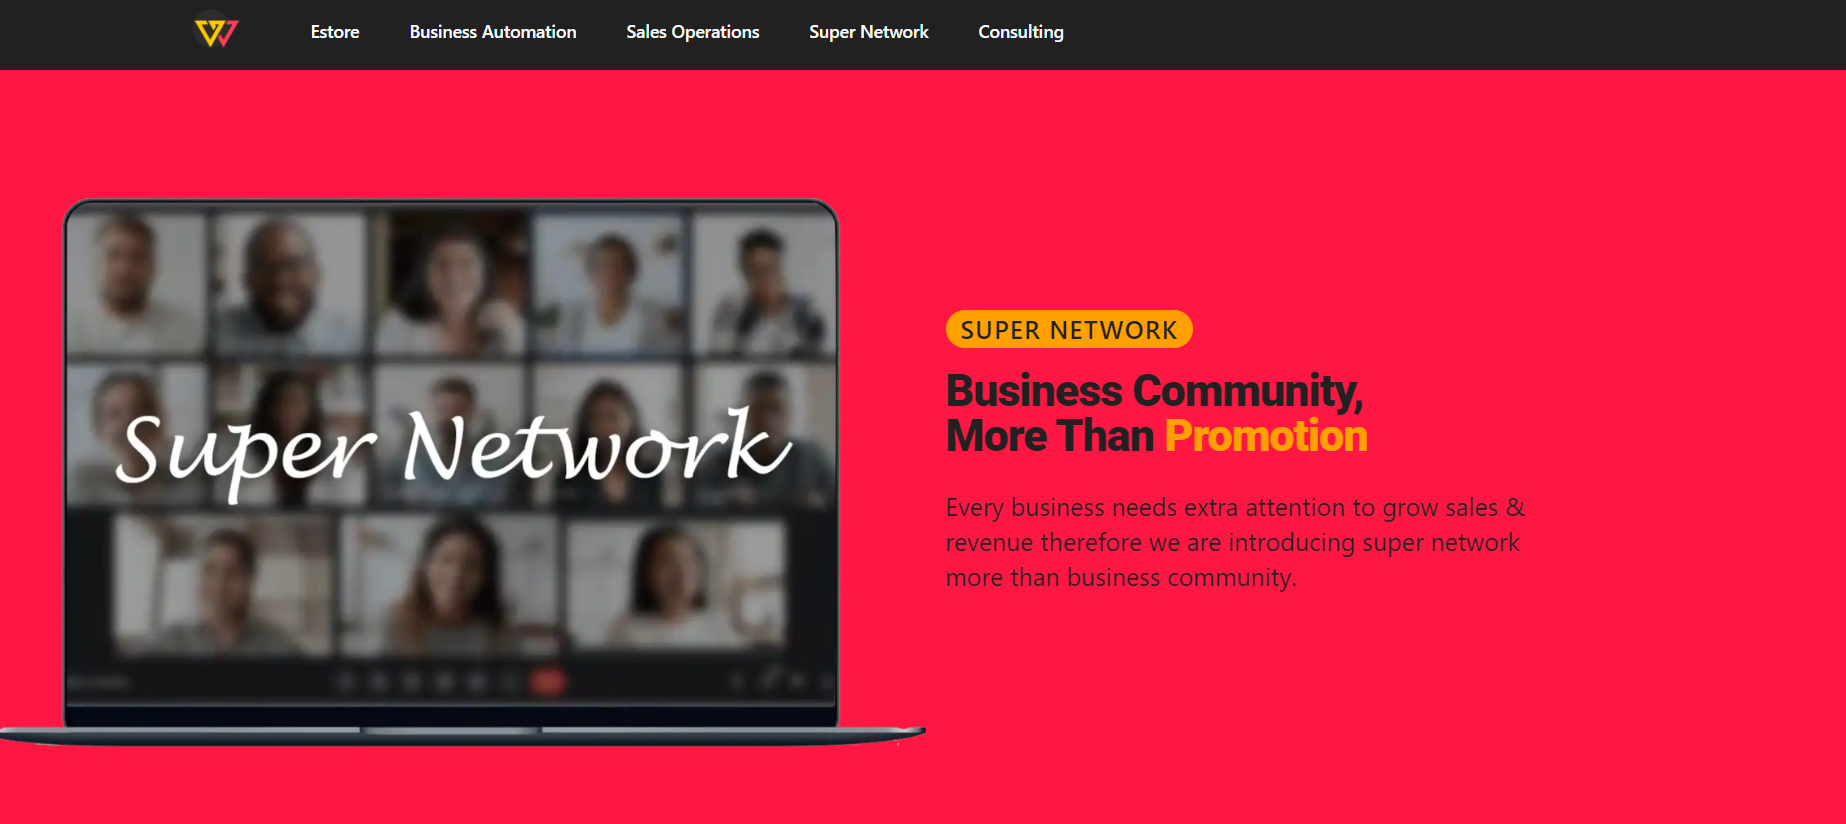 Estore Business Automation Sales Operations Super Network Consulting
Super Network
SUPER NETWORK
Business Community,
More Than Promotion
Every business needs extra attention to grow sales &
revenue therefore we are introducing super network
more than business community.